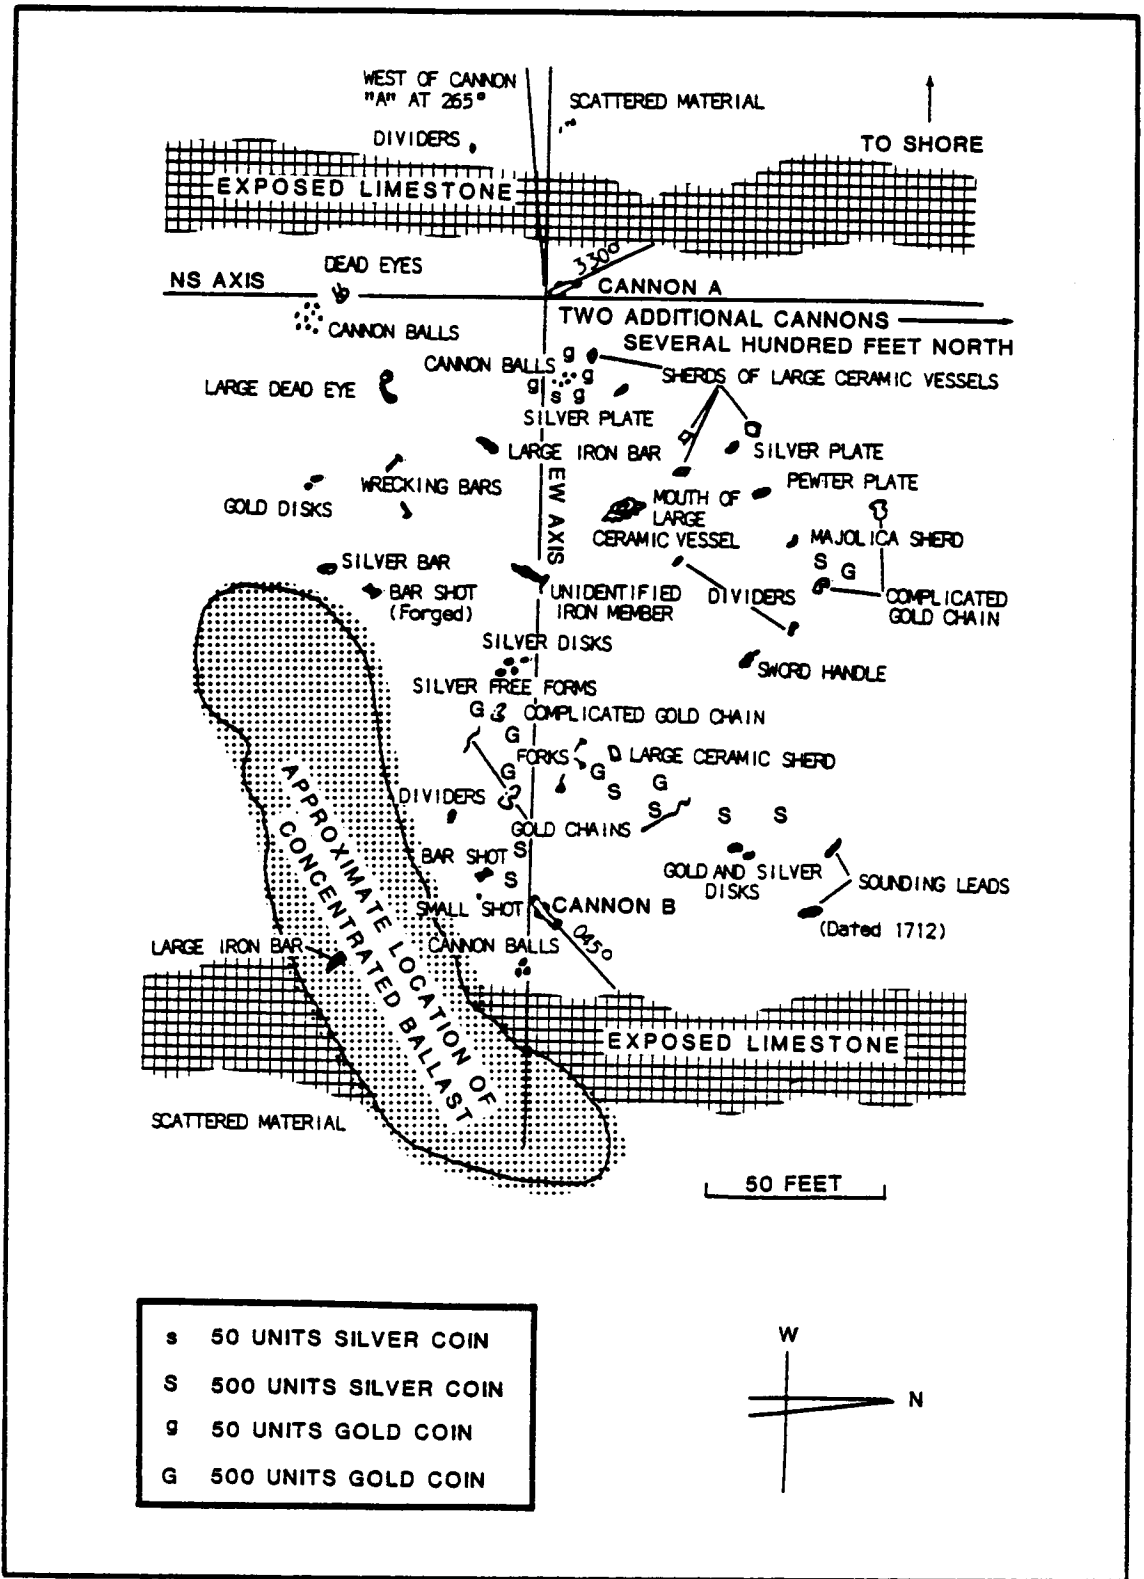 WEST OF CANNON
"A" AT 265°
SCATTERED MATERIAL
DIVIDERS
TO SHORE
EXPOSED LIMESTONE
330°
DEAD EYES
NS AXIS
CANNON A
CANNON BALLS
TWO ADDITIONAL CANNONS
SEVERAL HUNDRED FEET NORTH
CANNON BALLS
g
g
g
s
g
SHERDS OF LARGE CERAMIC VESSELS
LARGE DEAD EYE
SILVER PLATE
LARGE IRON BAR
SILVER PLATE
WRECKING BARS
EW AXIS
PEWTER PLATE
GOLD DISKS
MOUTH OF
LARGE
CERAMIC VESSEL
MAJOLICA SHERD
S
G
SILVER BAR
BAR SHOT
(Forged)
UNIDENTIFIED
IRON MEMBER
DIVIDERS
COMPLICATED
GOLD CHAIN
SILVER DISKS
SWORD HANDLE
SILVER FREE FORMS
G
COMPLICATED GOLD CHAIN
G
FORKS
LARGE CERAMIC SHERD
G
G
G
S
S
S
S
DIVIDERS
GOLD CHAINS
S
BAR SHOT
S
GOLD AND SILVER
DISKS
SOUNDING LEADS
SMALL SHOT
CANNON B
(Dated 1712)
045°
CANNON BALLS
LARGE IRON BAR
APPROXIMATE LOCATION OF
CONCENTRATED BALLAST
EXPOSED LIMESTONE
SCATTERED MATERIAL
50 FEET
s 50 UNITS SILVER COIN
S 500 UNITS SILVER COIN
g 50 UNITS GOLD COIN
G 500 UNITS GOLD COIN
W
N